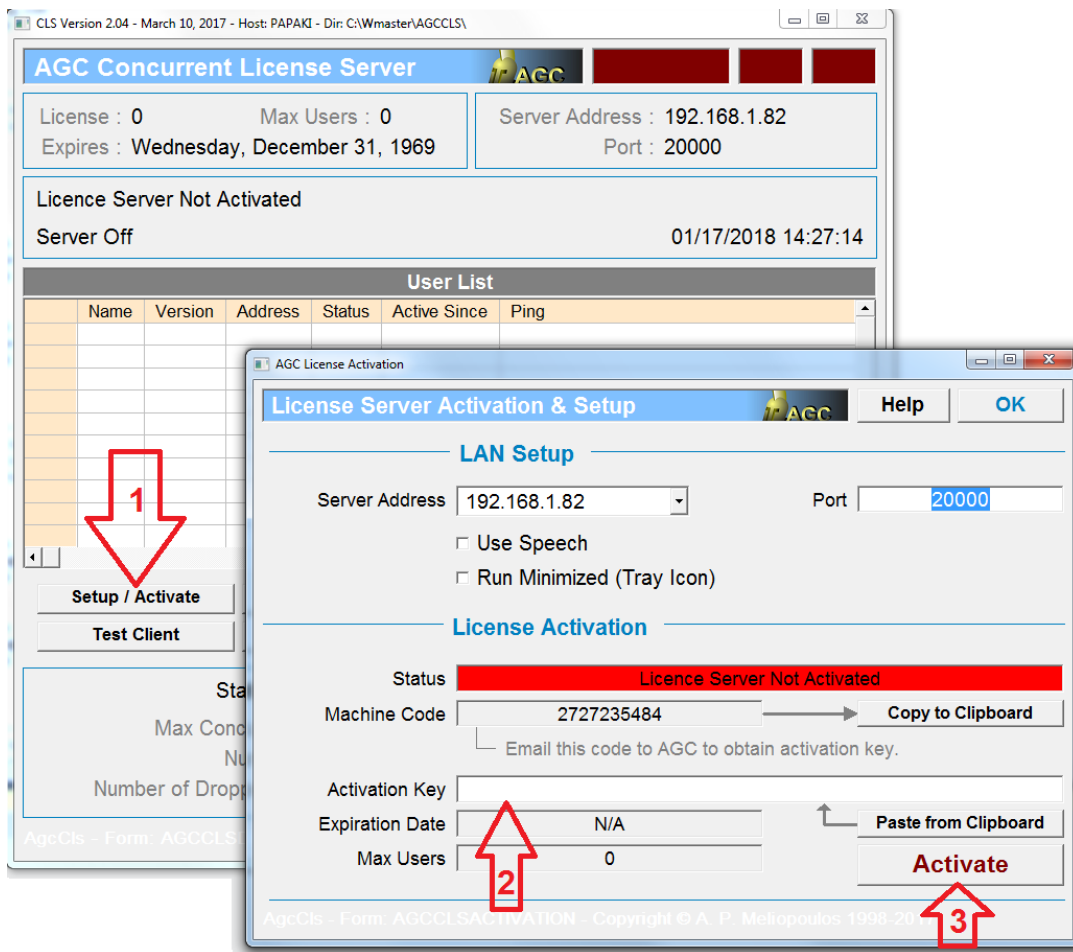 CLS Version 2.04 - March 10, 2017 - Host: PAPAKI - Dir: C:\Wmaster\AGCCLS\
AGC Concurrent License Server
AGC
License : 0 Max Users : 0
Expires : Wednesday, December 31, 1969
Server Address : 192.168.1.82
Port : 20000
Licence Server Not Activated
Server Off 01/17/2018 14:27:14
User List
Name Version Address Status Active Since Ping
1
Setup / Activate
Test Client
Sta
Max Conc
Nu
Number of Dropp
AgcCls - Form: AGCCLS
AGC License Activation
License Server Activation & Setup
AGC
Help OK
LAN Setup
Server Address 192.168.1.82 Port 20000
Use Speech
Run Minimized (Tray Icon)
License Activation
Status Licence Server Not Activated
Machine Code 2727235484 Copy to Clipboard
Email this code to AGC to obtain activation key.
Activation Key
Expiration Date N/A Paste from Clipboard
Max Users 0 Activate
2
3
AgcCls - Form: AGCCLSACTIVATION - Copyright © A. P. Meliopoulos 1998-20